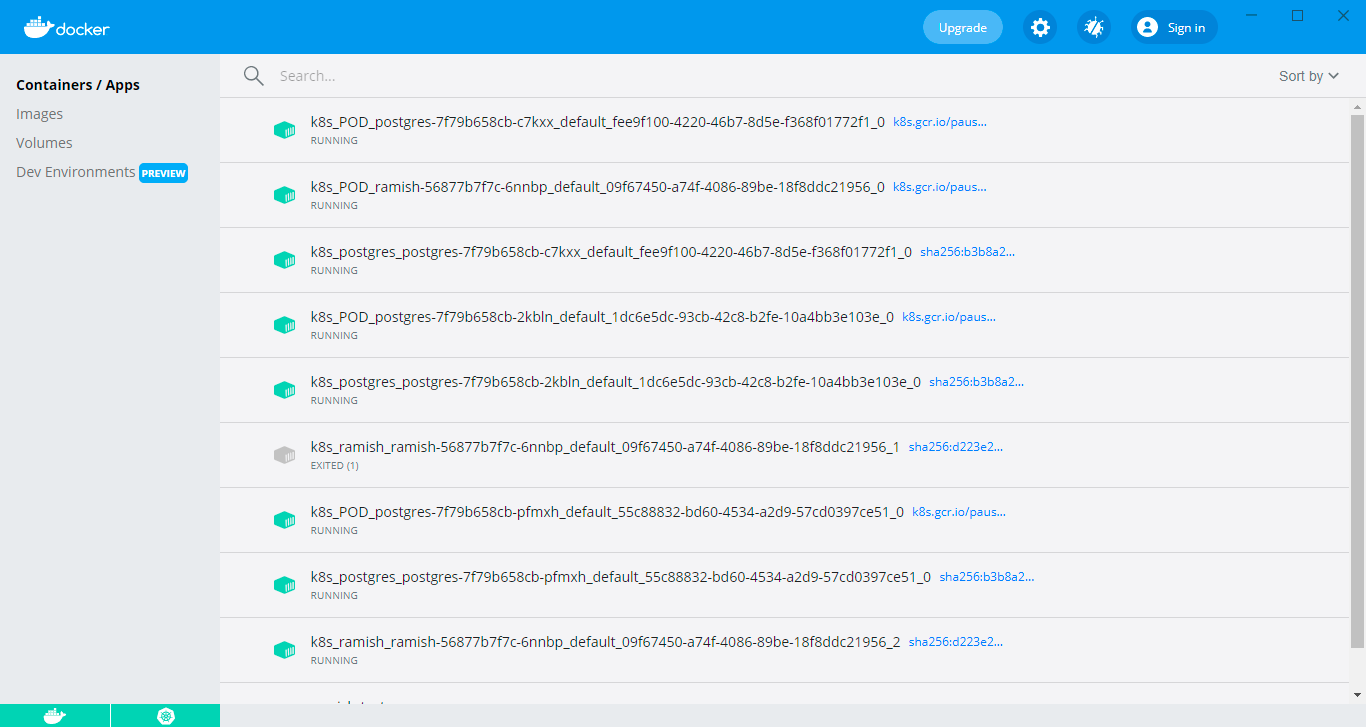 docker
Upgrade
Sign in
Containers / Apps
Images
Volumes
Dev Environments PREVIEW
Search...
Sort by
k8s_POD_postgres-7f79b658cb-c7kxx_default_fee9f100-4220-46b7-8d5e-f368f01772f1_0 k8s.gcr.io/paus...
RUNNING
k8s_POD_ramish-56877b7f7c-6nnbp_default_09f67450-a74f-4086-89be-18f8ddc21956_0 k8s.gcr.io/paus...
RUNNING
k8s_postgres_postgres-7f79b658cb-c7kxx_default_fee9f100-4220-46b7-8d5e-f368f01772f1_0 sha256:b3b8a2...
RUNNING
k8s_POD_postgres-7f79b658cb-2kbln_default_1dc6e5dc-93cb-42c8-b2fe-10a4bb3e103e_0 k8s.gcr.io/paus...
RUNNING
k8s_postgres_postgres-7f79b658cb-2kbln_default_1dc6e5dc-93cb-42c8-b2fe-10a4bb3e103e_0 sha256:b3b8a2...
RUNNING
k8s_ramish_ramish-56877b7f7c-6nnbp_default_09f67450-a74f-4086-89be-18f8ddc21956_1 sha256:d223e2...
EXITED (1)
k8s_POD_postgres-7f79b658cb-pfmxh_default_55c88832-bd60-4534-a2d9-57cd0397ce51_0 k8s.gcr.io/paus...
RUNNING
k8s_postgres_postgres-7f79b658cb-pfmxh_default_55c88832-bd60-4534-a2d9-57cd0397ce51_0 sha256:b3b8a2...
RUNNING
k8s_ramish_ramish-56877b7f7c-6nnbp_default_09f67450-a74f-4086-89be-18f8ddc21956_2 sha256:d223e2...
RUNNING